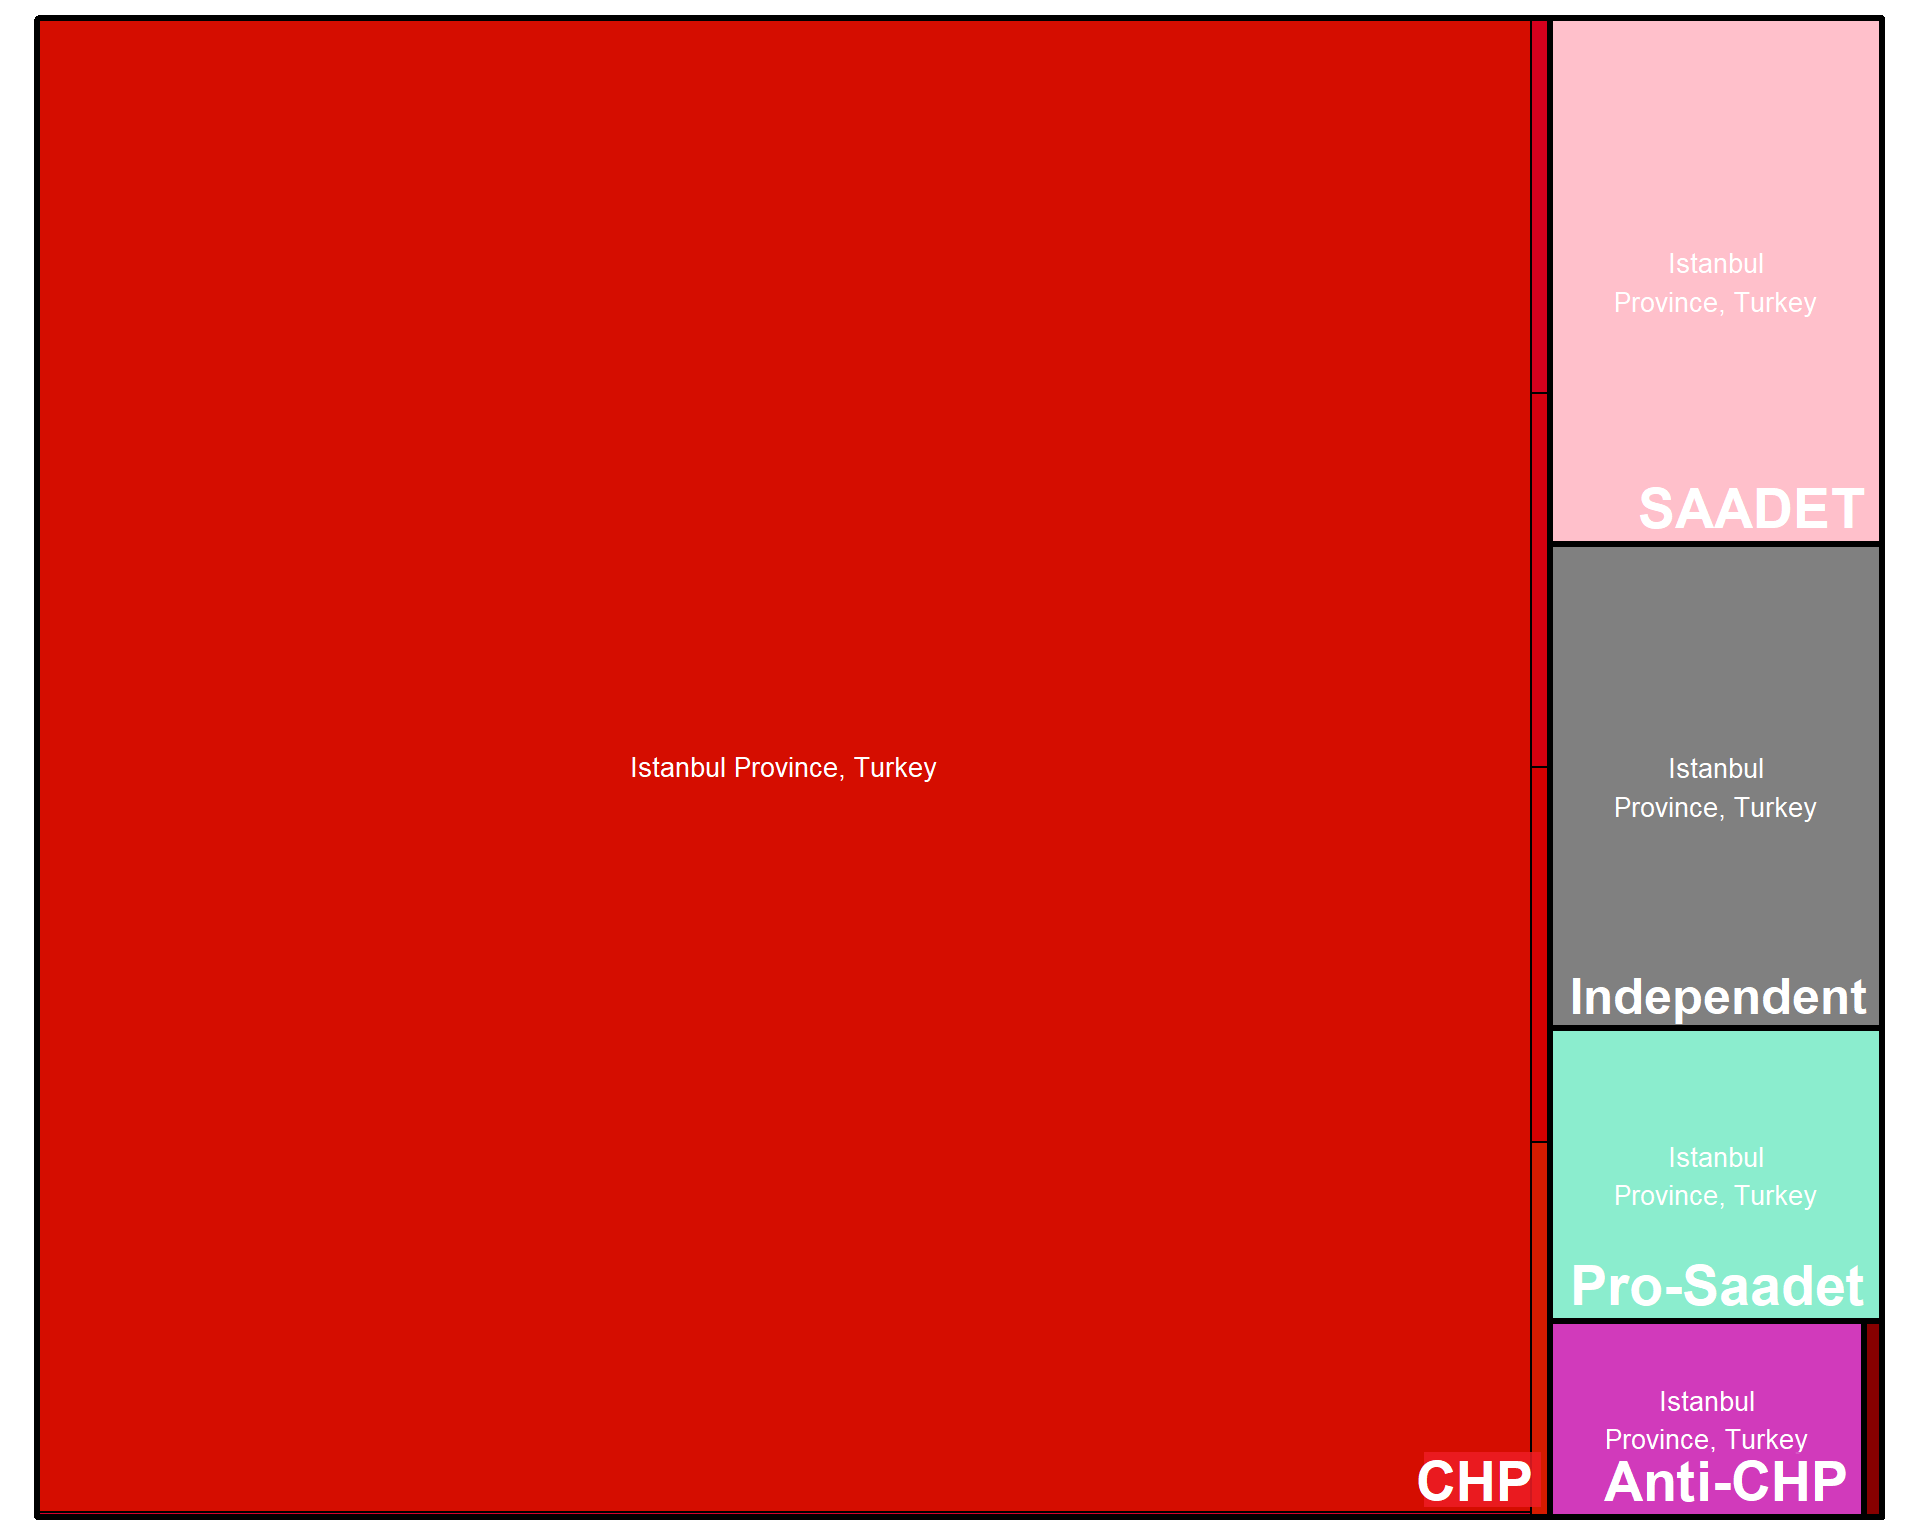 Istanbul Province, Turkey
CHP
Istanbul
Province, Turkey
SAADET
Istanbul
Province, Turkey
Independent
Istanbul
Province, Turkey
Pro-Saadet
Istanbul
Province, Turkey
Anti-CHP